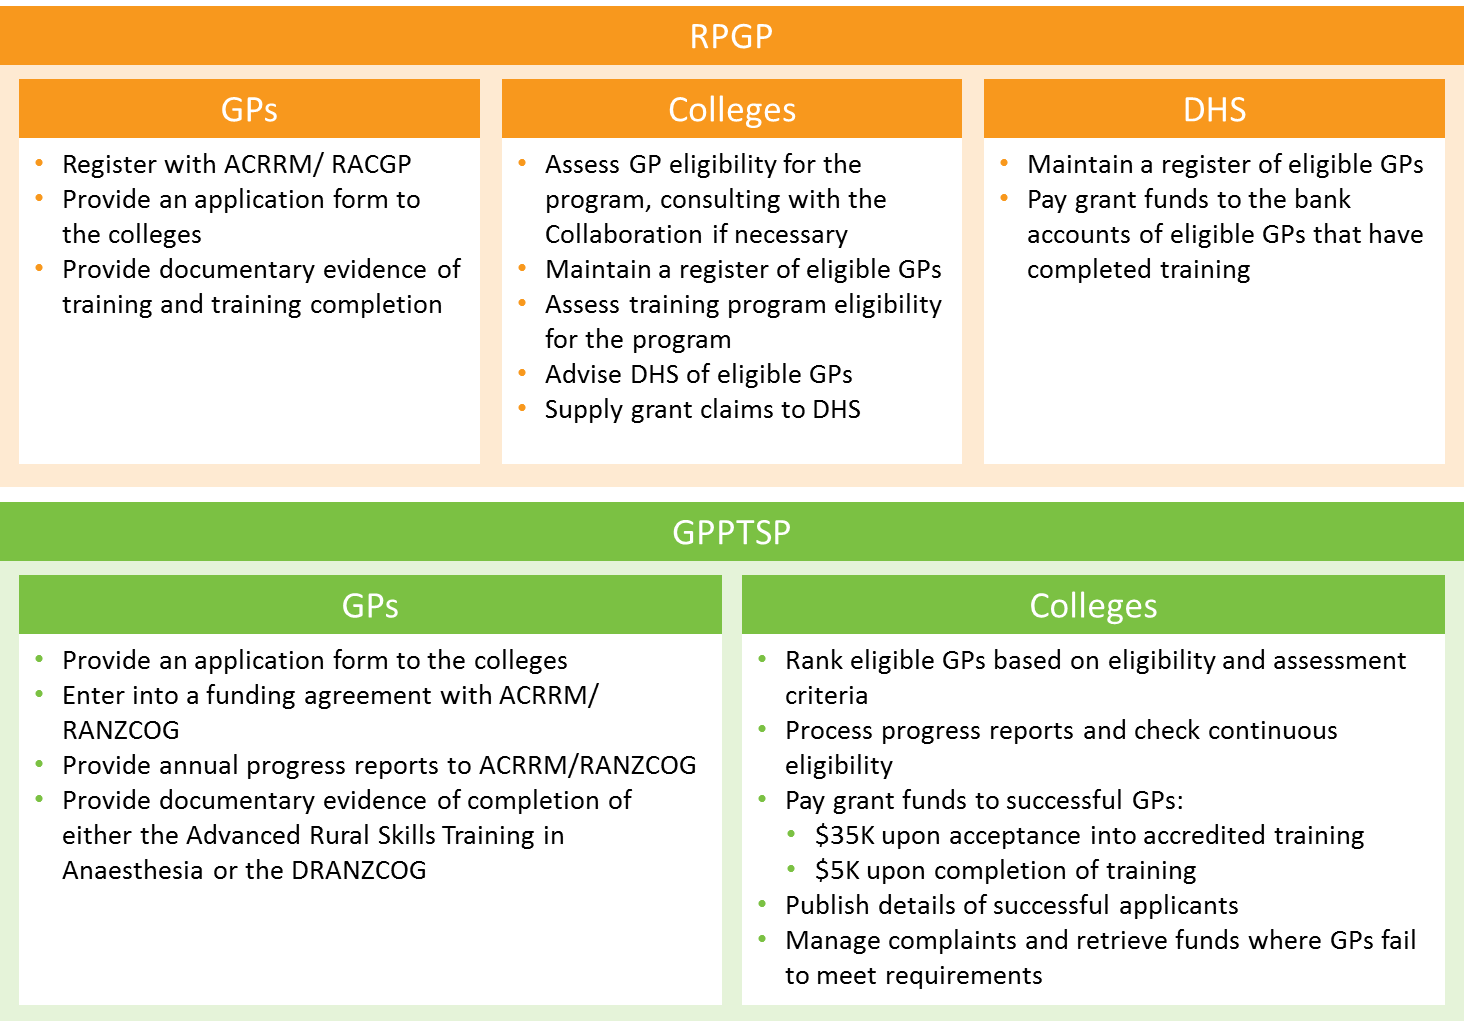 RPGP
GPs
• Register with ACRRM/ RACGP
• Provide an application form to
the colleges
• Provide documentary evidence of
training and training completion
Colleges
• Assess GP eligibility for the
program, consulting with the
Collaboration if necessary
• Maintain a register of eligible GPs
• Assess training program eligibility
for the program
• Advise DHS of eligible GPs
• Supply grant claims to DHS
DHS
• Maintain a register of eligible GPs
• Pay grant funds to the bank
accounts of eligible GPs that have
completed training
GPPTSP
GPs
• Provide an application form to the colleges
• Enter into a funding agreement with ACRRM/
RANZCOG
• Provide annual progress reports to ACRRM/RANZCOG
• Provide documentary evidence of completion of
either the Advanced Rural Skills Training in
Anaesthesia or the DRANZCOG
Colleges
• Rank eligible GPs based on eligibility and assessment
criteria
• Process progress reports and check continuous
eligibility
• Pay grant funds to successful GPs:
• $35K upon acceptance into accredited training
• $5K upon completion of training
• Publish details of successful applicants
• Manage complaints and retrieve funds where GPs fail
to meet requirements